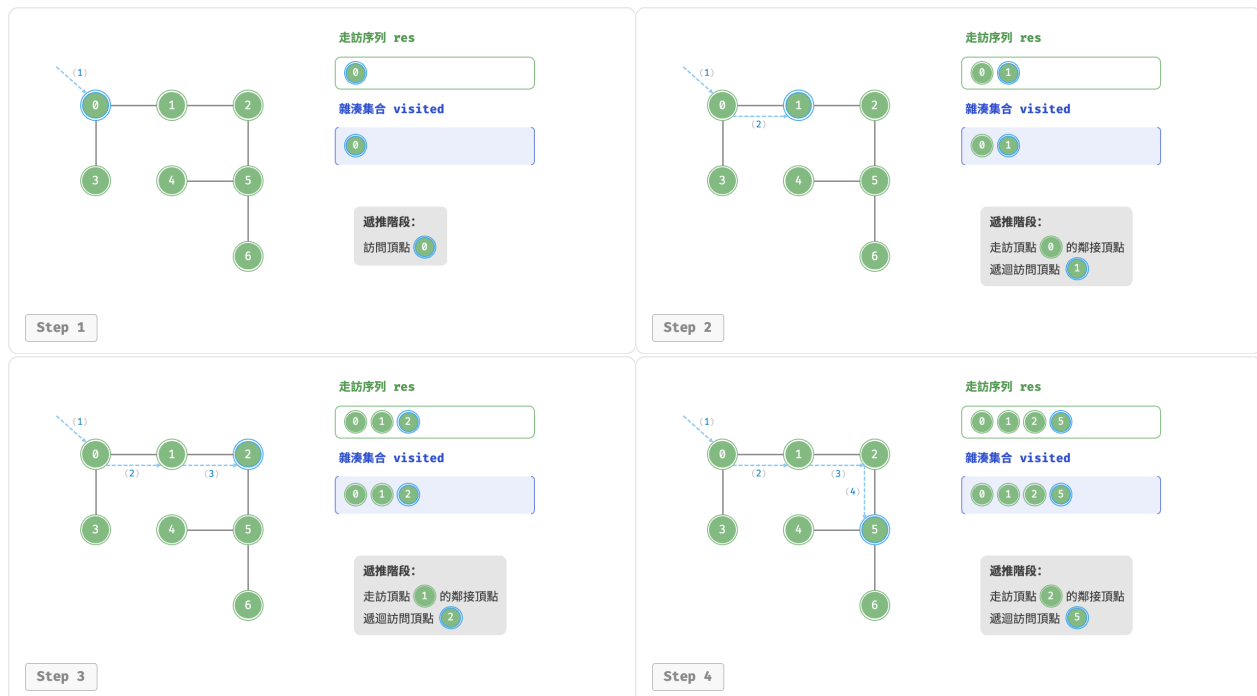 走訪序列 res
(1)
0
0
1
2
雜湊集合 visited
0
3
4
5
遞推階段:
訪問頂點 0
6
Step 1
走訪序列 res
(1)
0 1
0
1
2
雜湊集合 visited
(2)
0 1
3
4
5
遞推階段:
走訪頂點 0 的鄰接頂點
遞迴訪問頂點 1
6
Step 2
走訪序列 res
(1)
0 1 2
0
1
2
雜湊集合 visited
(2)
(3)
0 1 2
3
4
5
遞推階段:
走訪頂點 1 的鄰接頂點
遞迴訪問頂點 2
6
Step 3
走訪序列 res
(1)
0 1 2 5
0
1
2
雜湊集合 visited
(2)
(3)
(4)
0 1 2 5
3
4
5
遞推階段:
走訪頂點 2 的鄰接頂點
遞迴訪問頂點 5
6
Step 4